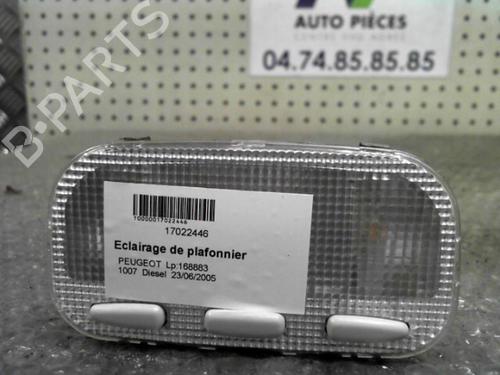 AUTO PIÈCES
04.74.85.85.85
B-PARTS
10000017022446
17022446
Eclairage de plafonnier
PEUGEOT Lp:168883
1007 Diesel 23/06/2005